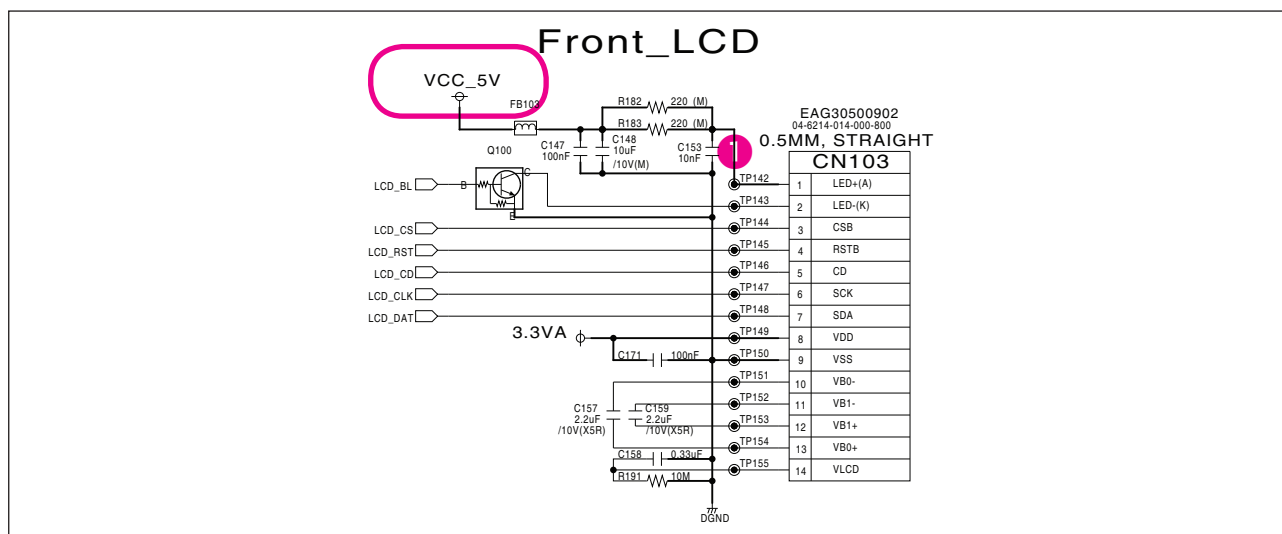 Front_LCD
VCC_5V
FB103
R182 220 (M)
R183 220 (M)
C147
100nF
C148
10uF
/10V(M)
C153
10nF
1
EAG30500902
04-6214-014-000-800
0.5MM, STRAIGHT
CN103
Q100
B
C
E
LCD_BL
LCD_CS
LCD_RST
LCD_CD
LCD_CLK
LCD_DAT
TP142 1 LED+(A)
TP143 2 LED-(K)
TP144 3 CSB
TP145 4 RSTB
TP146 5 CD
TP147 6 SCK
TP148 7 SDA
3.3VA
TP149 8 VDD
C171 100nF
TP150 9 VSS
TP151 10 VB0-
TP152 11 VB1-
TP153 12 VB1+
TP154 13 VB0+
TP155 14 VLCD
C157
2.2uF
/10V(X5R)
C159
2.2uF
/10V(X5R)
C158 0.33uF
R191 10M
DGND